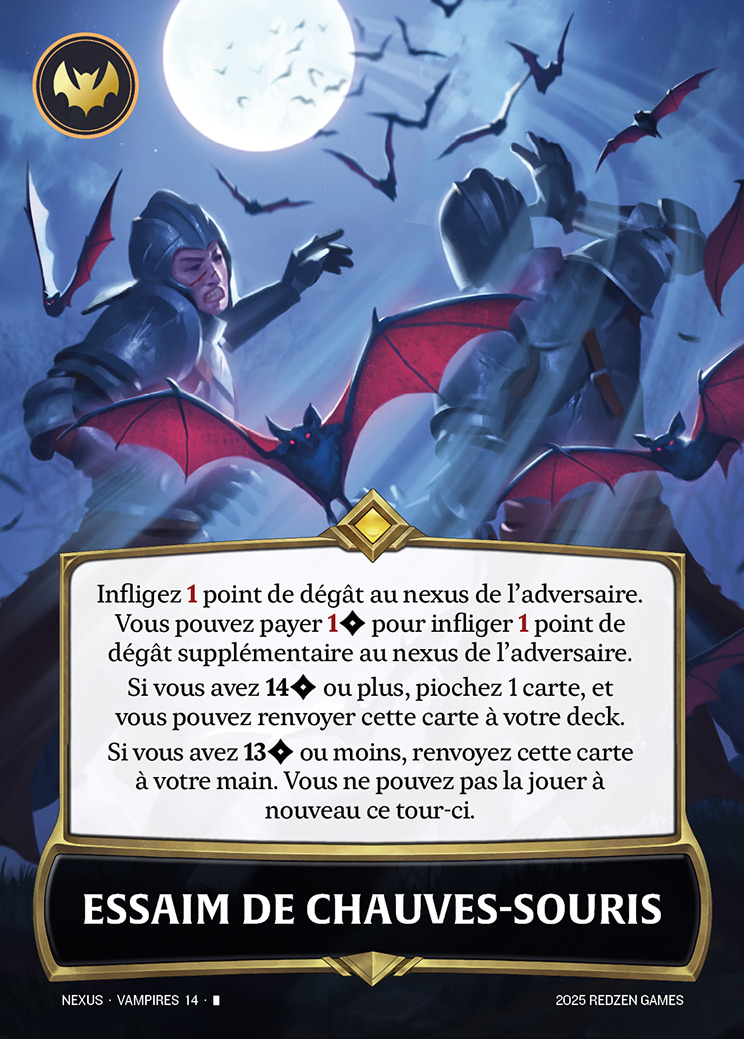 Infligez 1 point de dégât au nexus de l’adversaire.
Vous pouvez payer 1 pour infliger 1 point de
dégât supplémentaire au nexus de l’adversaire.
Si vous avez 14 ou plus, piochez 1 carte, et
vous pouvez renvoyer cette carte à votre deck.
Si vous avez 13 ou moins, renvoyez cette carte
à votre main. Vous ne pouvez pas la jouer à
nouveau ce tour-ci.
ESSAIM DE CHAUVES-SOURIS
NEXUS · VAMPIRES 14 ·
2025 REDZEN GAMES